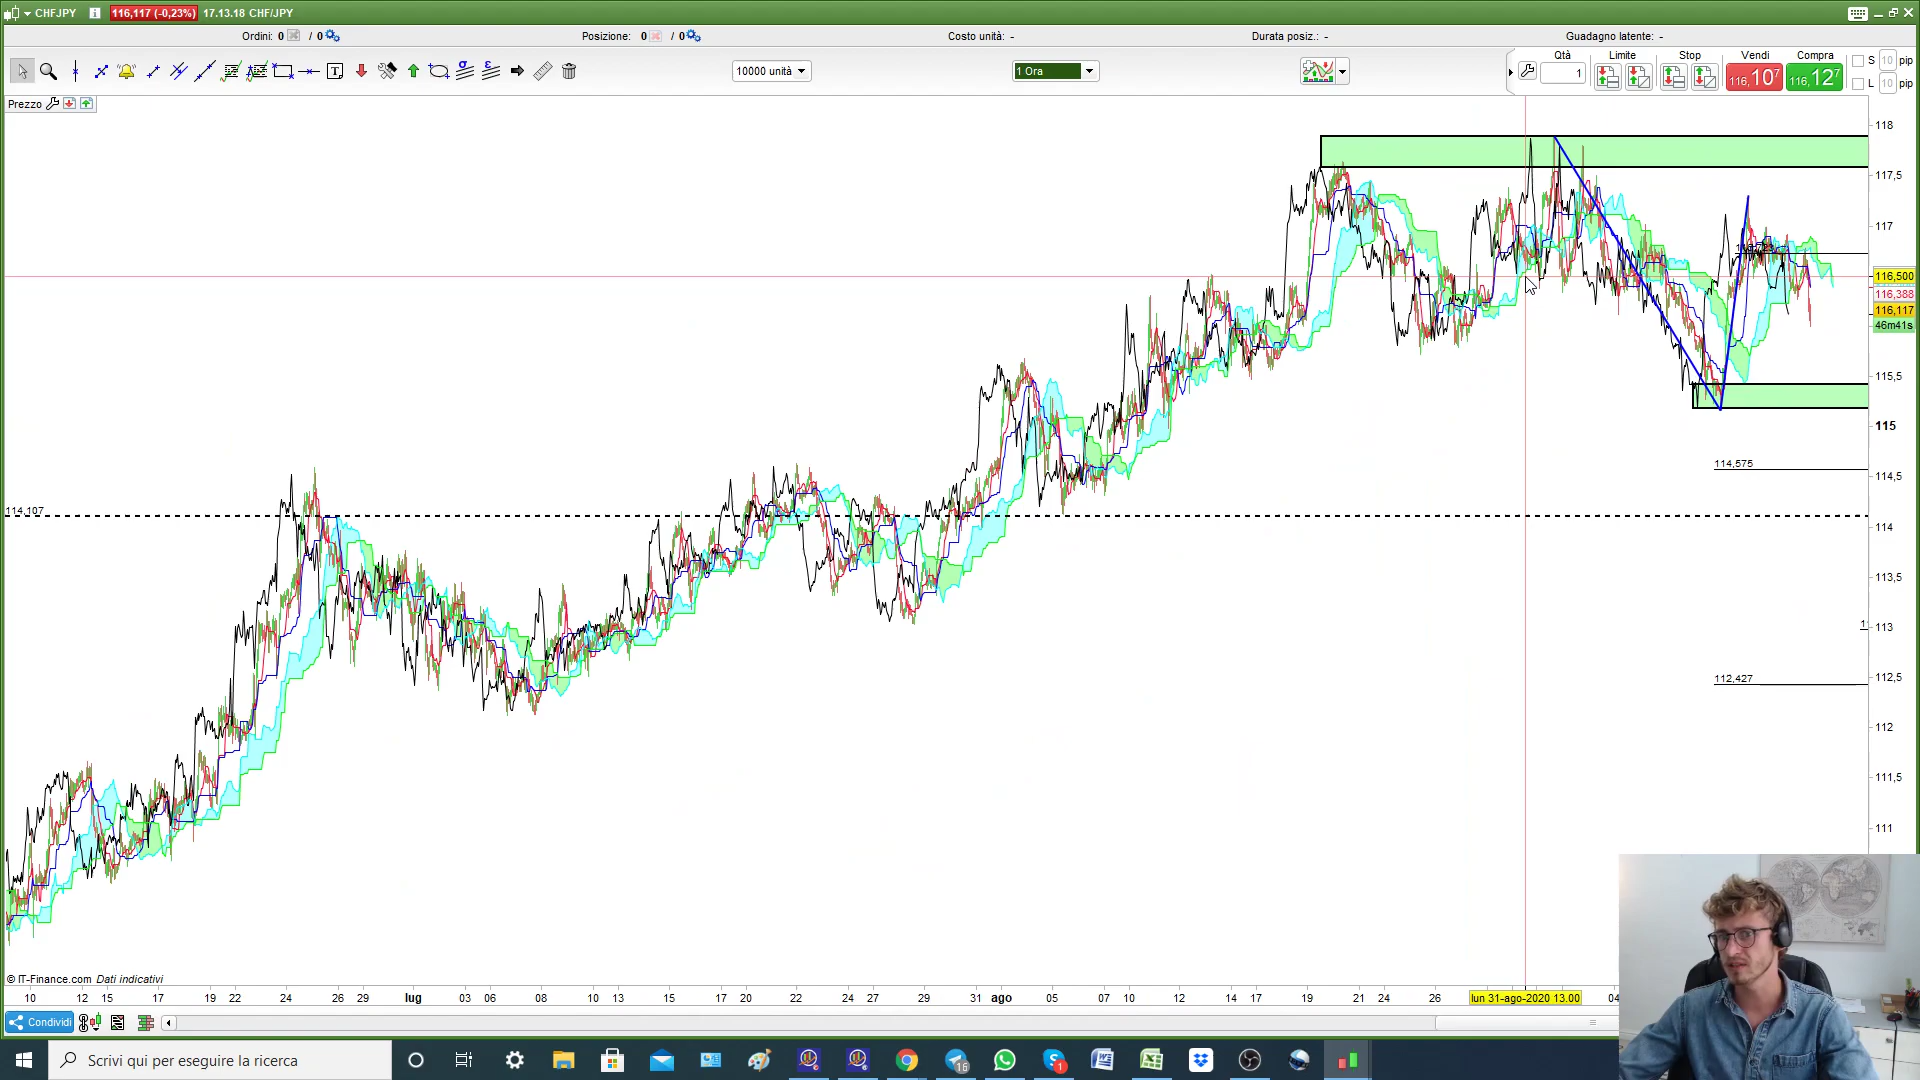 CHFJPY 116,117 (-0,23%) 17.13.18 CHF/JPY
Ordini: 0 / 0 Posizione: 0 / 0 Costo unità: - Durata posiz.: - Guadagno latente: -
Qtà Limite Stop Vendi Compra S 10 pip
10000 unità 1 Ora 1 116,10⁷ 116,12⁷ L 10 pip
Prezzo
118
117,5
117
116,500
116,388
116,117
46m41s
115,5
115
114,575
114,5
114,107
114
113,5
113
112,427
112,5
112
111,5
111
© IT-Finance.com Dati indicativi
10 12 15 17 19 22 24 26 29 lug 03 06 08 10 13 15 17 20 22 24 27 29 31 ago 05 07 10 12 14 17 19 21 24 26 lun 31-ago-2020 13.00 04
Condividi
Scrivi qui per eseguire la ricerca
16
1